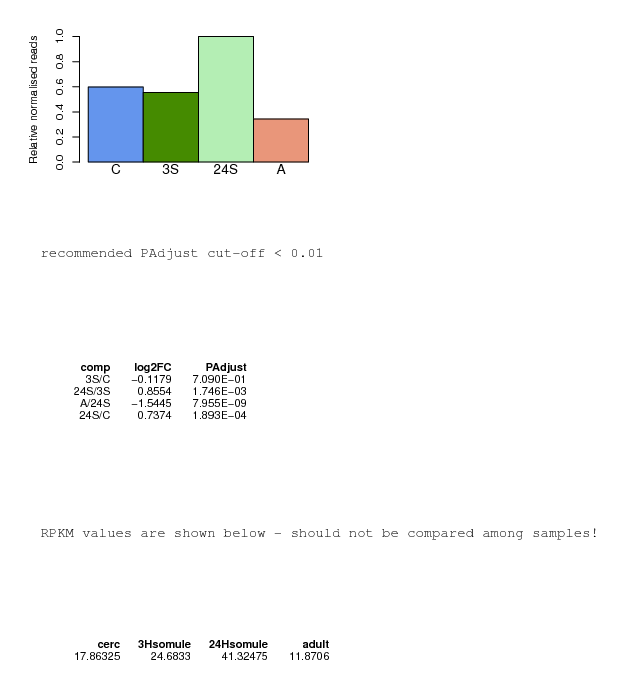 Relative normalised reads
1.0
0.8
0.6
0.4
0.2
0.0
C 3S 24S A
recommended PAdjust cut-off < 0.01
comp log2FC PAdjust
3S/C −0.1179 7.090E−01
24S/3S 0.8554 1.746E−03
A/24S −1.5445 7.955E−09
24S/C 0.7374 1.893E−04
RPKM values are shown below - should not be compared among samples!
cerc 3Hsomule 24Hsomule adult
17.86325 24.6833 41.32475 11.8706